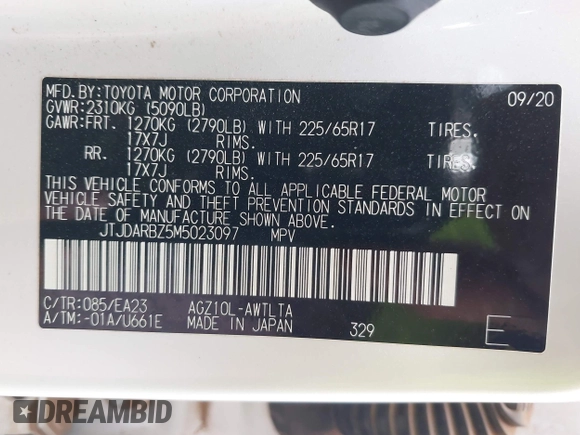 MFD.BY:TOYOTA MOTOR CORPORATION 09/20
GVWR:2310KG (5090LB)
GAWR:FRT. 1270KG (2790LB) WITH 225/65R17 TIRES.
17X7J RIMS.
RR. 1270KG (2790LB) WITH 225/65R17 TIRES.
17X7J RIMS.
THIS VEHICLE CONFORMS TO ALL APPLICABLE FEDERAL MOTOR
VEHICLE SAFETY AND THEFT PREVENTION STANDARDS IN EFFECT ON
THE DATE OF MANUFACTURE SHOWN ABOVE.
JTJDARBZ5M5023097 MPV
C/TR:085/EA23 AGZ10L-AWTLTA
A/TM:-01A/U661E MADE IN JAPAN 329 E
DREAMBID